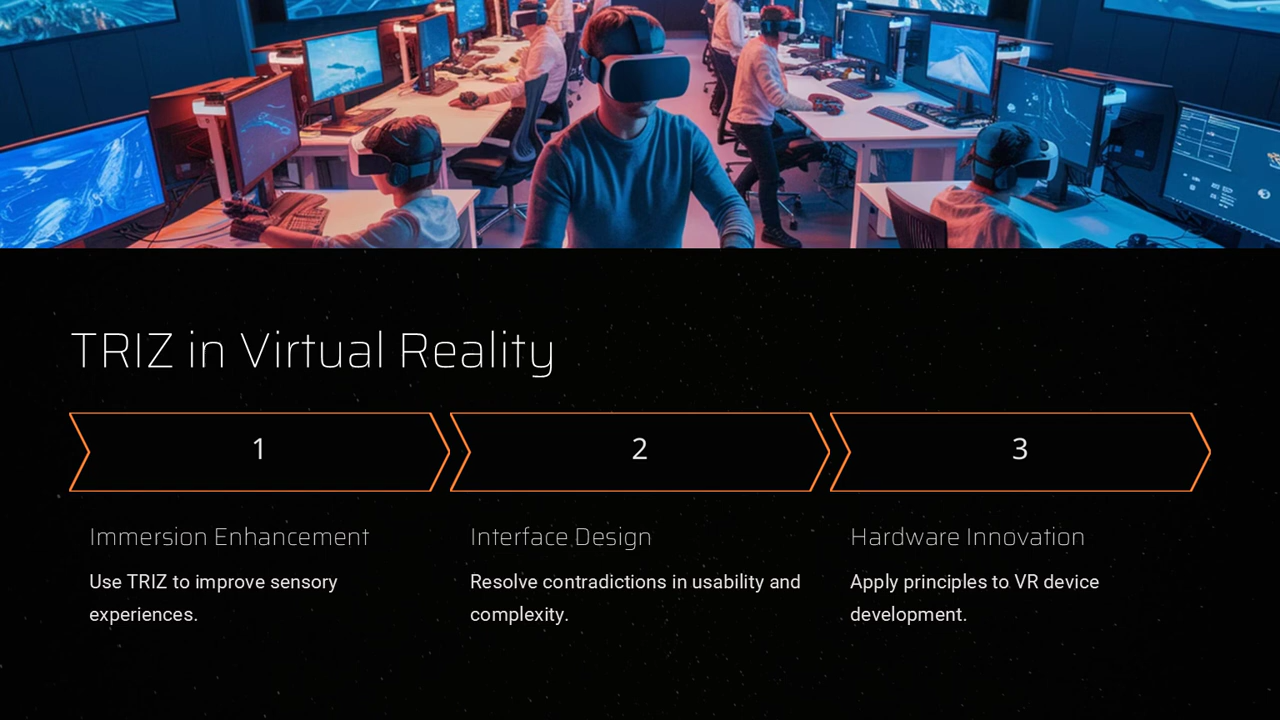 TRIZ in Virtual Reality
1
2
3
Immersion Enhancement
Use TRIZ to improve sensory
experiences.
Interface Design
Resolve contradictions in usability and
complexity.
Hardware Innovation
Apply principles to VR device
development.